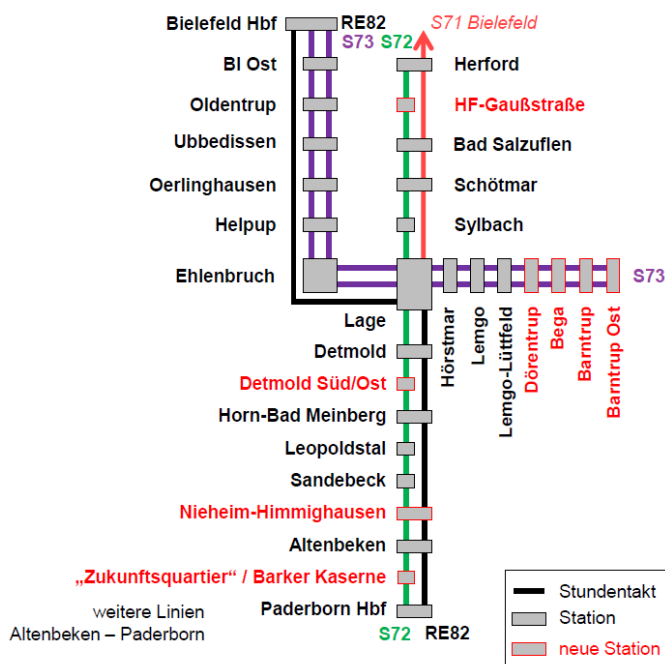 Bielefeld Hbf
RE82
S71 Bielefeld
S73
S72
BI Ost
Herford
Oldentrup
HF-Gaußstraße
Ubbedissen
Bad Salzuflen
Oerlinghausen
Schötmar
Helpup
Sylbach
Ehlenbruch
S73
Lage
Hörstmar
Lemgo
Lemgo-Lüttfeld
Dörentrup
Bega
Barntrup
Barntrup Ost
Detmold
Detmold Süd/Ost
Horn-Bad Meinberg
Leopoldstal
Sandebeck
Nieheim-Himmighausen
Altenbeken
„Zukunftsquartier“ / Barker Kaserne
weitere Linien
Altenbeken – Paderborn
Paderborn Hbf
S72
RE82
Stundentakt
Station
neue Station